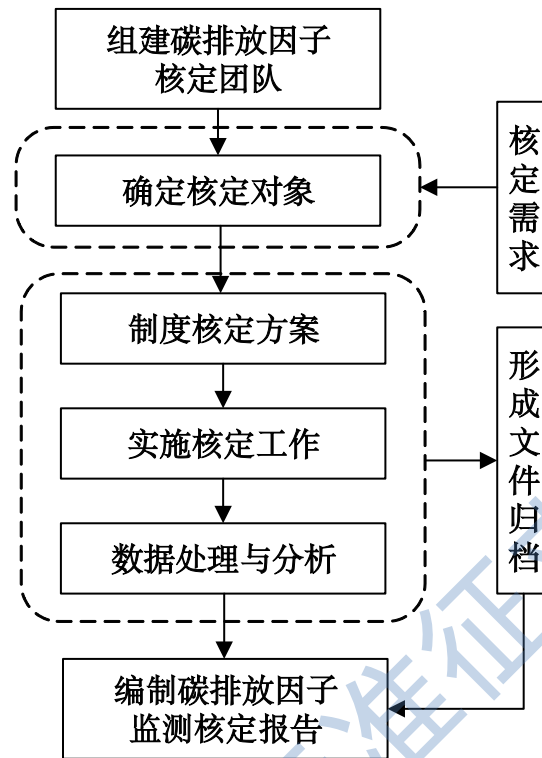 组建碳排放因子
核定团队
确定核定对象
核定需求
制度核定方案
实施核定工作
数据处理与分析
形成文件归档
编制碳排放因子
监测核定报告
准征